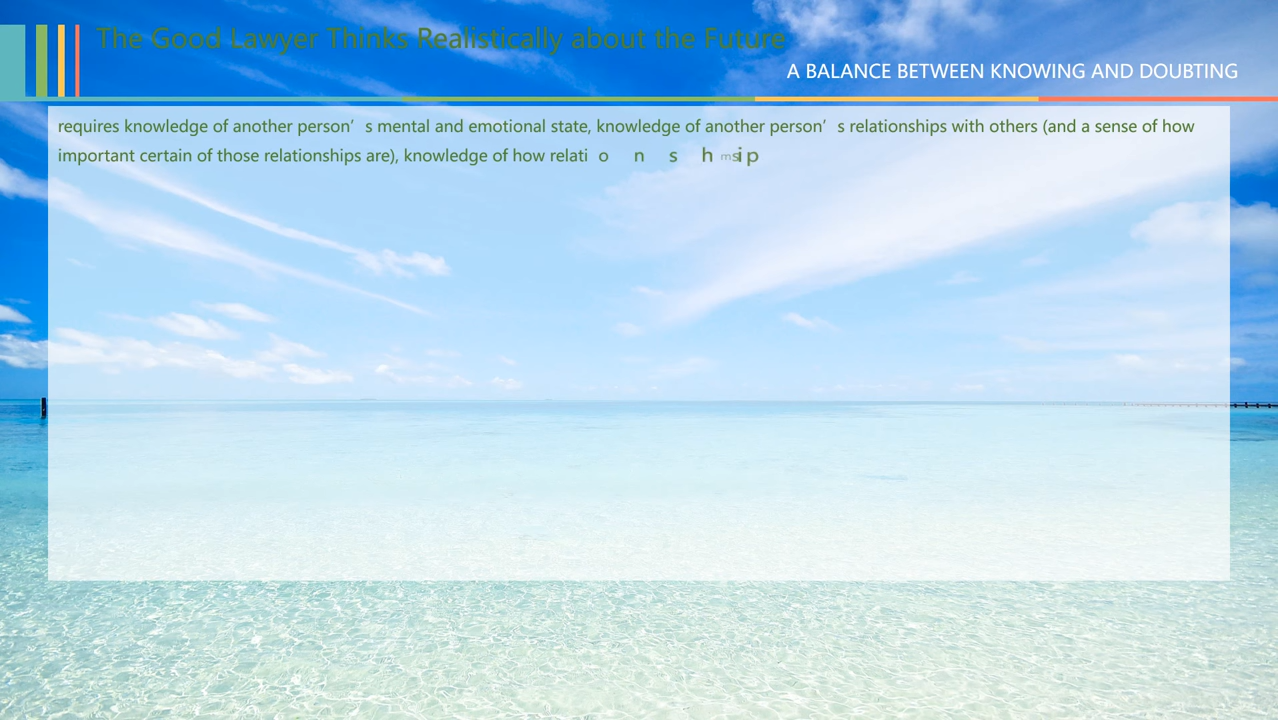 The Good Lawyer Thinks Realistically about the Future
A BALANCE BETWEEN KNOWING AND DOUBTING
requires knowledge of another person’s mental and emotional state, knowledge of another person’s relationships with others (and a sense of how
important certain of those relationships are), knowledge of how relationship